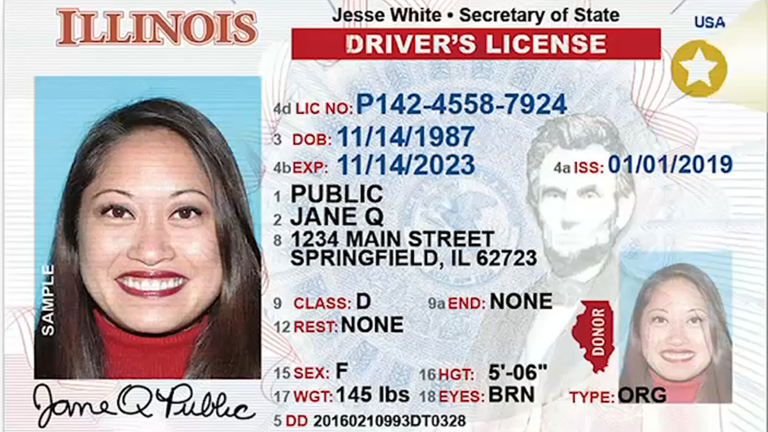 ILLINOIS
Jesse White • Secretary of State
USA
DRIVER'S LICENSE
4d LIC NO: P142-4558-7924
3 DOB: 11/14/1987
4b EXP: 11/14/2023 4a ISS: 01/01/2019
1 PUBLIC
2 JANE Q
8 1234 MAIN STREET
SPRINGFIELD, IL 62723
9 CLASS: D 9a END: NONE
12 REST: NONE
SAMPLE
DONOR
15 SEX: F 16 HGT: 5'-06"
17 WGT: 145 lbs 18 EYES: BRN TYPE: ORG
Jane Q Public
5 DD 20160210993DT0328